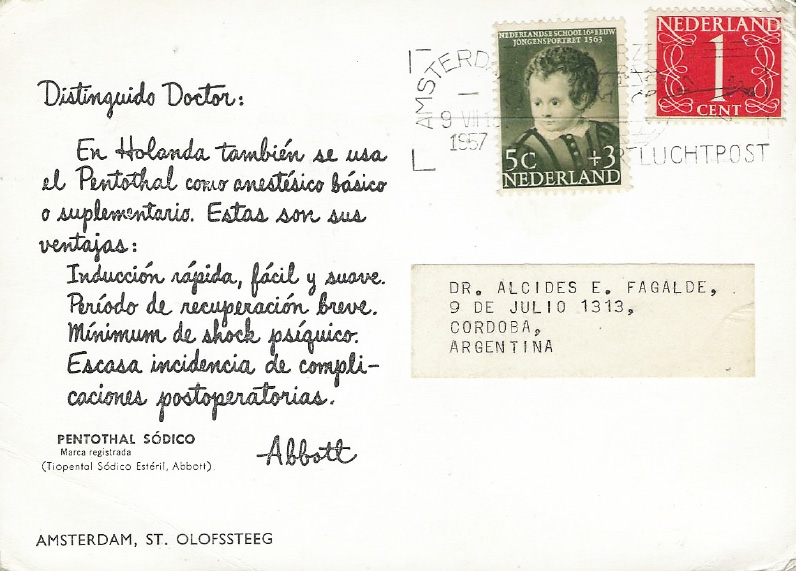 Distinguido Doctor:
En Holanda también se usa
el Pentothal como anestésico básico
o suplementario. Estas son sus
ventajas:
Inducción rápida, fácil y suave.
Período de recuperación breve.
Mínimum de shock psíquico.
Escasa incidencia de compli-
caciones postoperatorias.
PENTOTHAL SÓDICO
Marca registrada
(Tiopental Sódico Estéril, Abbott)
Abbott
AMSTERDAM, ST. OLOFSSTEEG
NEDERLANDSE SCHOOL 16e EEUW
JONGENSPORTRET 1563
5C +3
NEDERLAND
NEDERLAND
1
CENT
AMSTERDA
9 VII
1957
LUCHTPOST
DR. ALCIDES E. FAGALDE,
9 DE JULIO 1313,
CORDOBA,
ARGENTINA